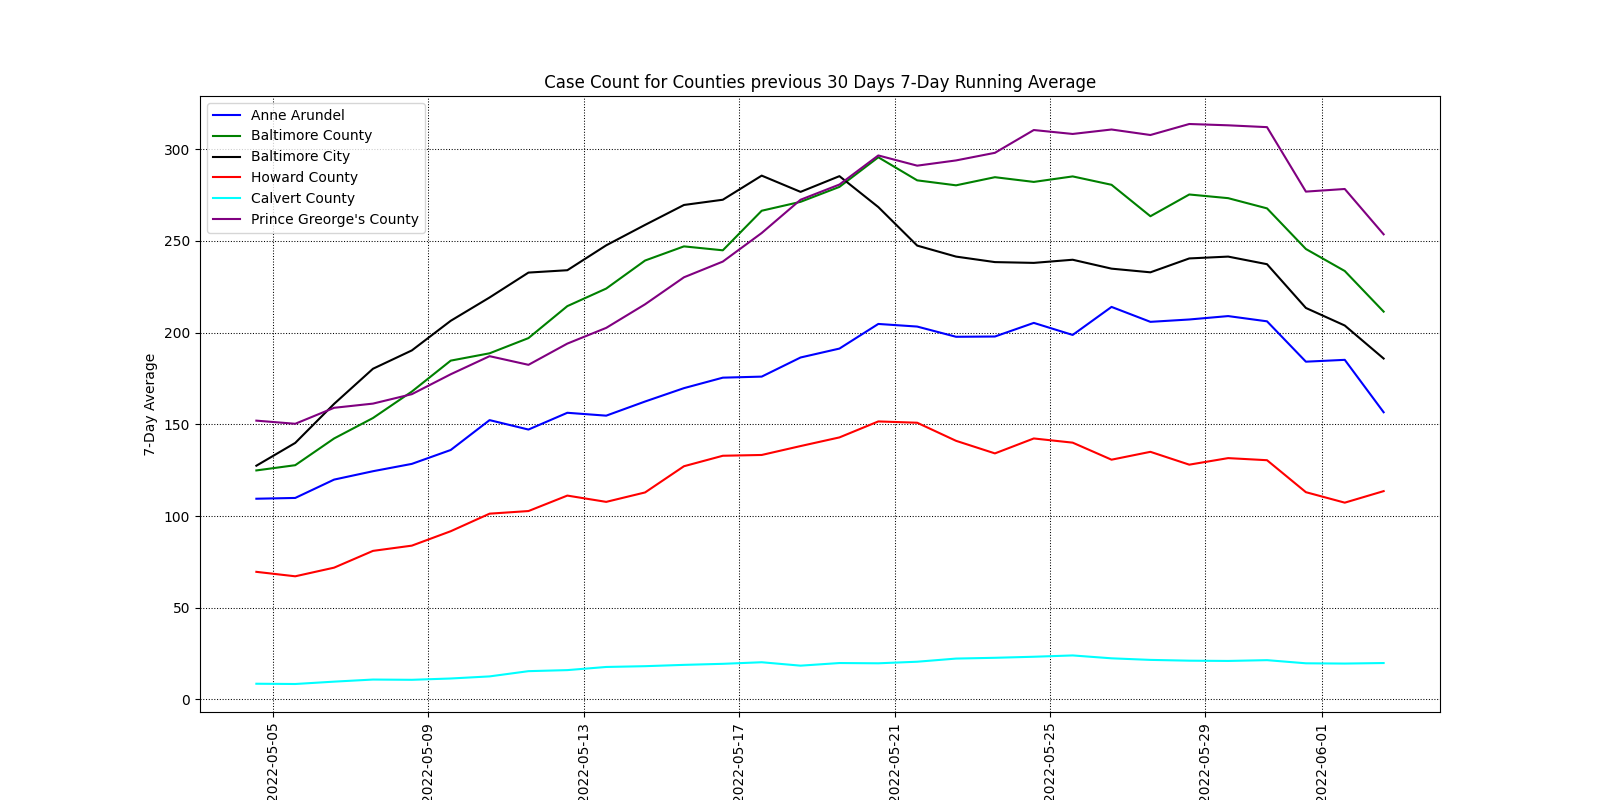 Case Count for Counties previous 30 Days 7-Day Running Average
Anne Arundel
Baltimore County
Baltimore City
Howard County
Calvert County
Prince Greorge's County
7-Day Average
300
250
200
150
100
50
0
2022-05-05
2022-05-09
2022-05-13
2022-05-17
2022-05-21
2022-05-25
2022-05-29
2022-06-01